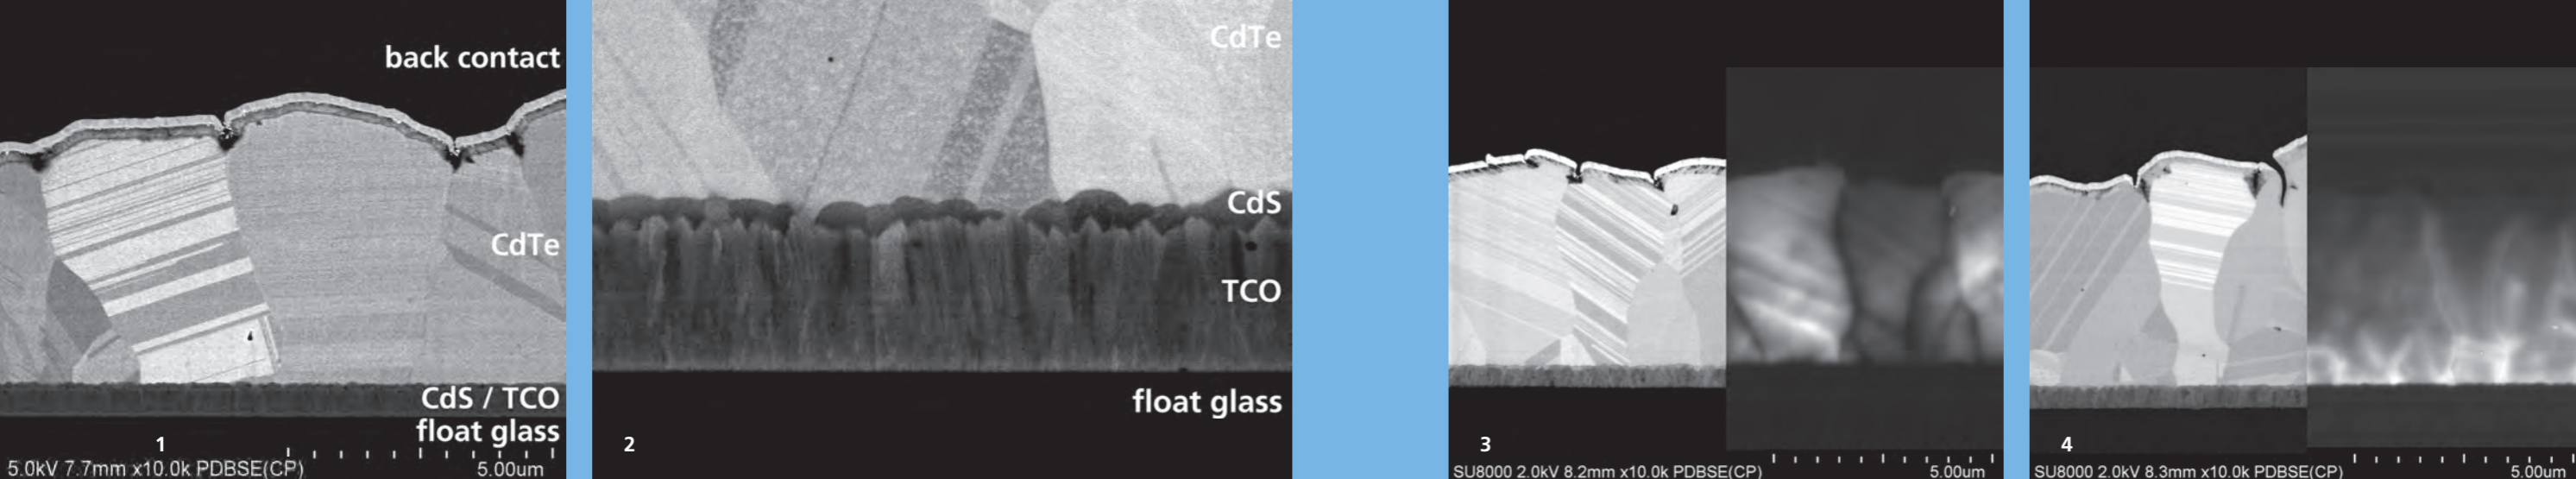 back contact
CdTe
CdS / TCO
float glass
1
5.0kV 7.7mm x10.0k PDBSE(CP)
5.00um
CdTe
CdS
TCO
float glass
2
3
SU8000 2.0kV 8.2mm x10.0k PDBSE(CP)
5.00um
4
SU8000 2.0kV 8.3mm x10.0k PDBSE(CP)
5.00um